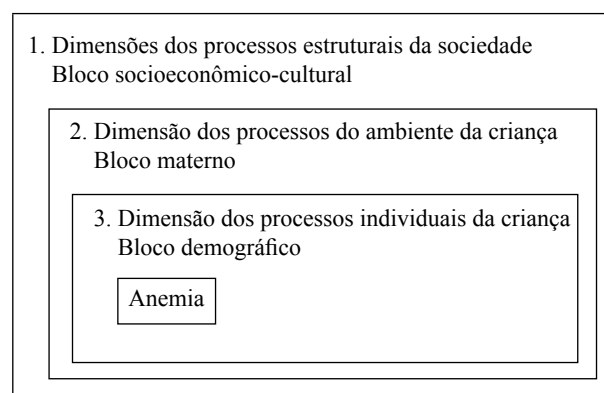 1. Dimensões dos processos estruturais da sociedade
Bloco socioeconômico-cultural
2. Dimensão dos processos do ambiente da criança
Bloco materno
3. Dimensão dos processos individuais da criança
Bloco demográfico
Anemia